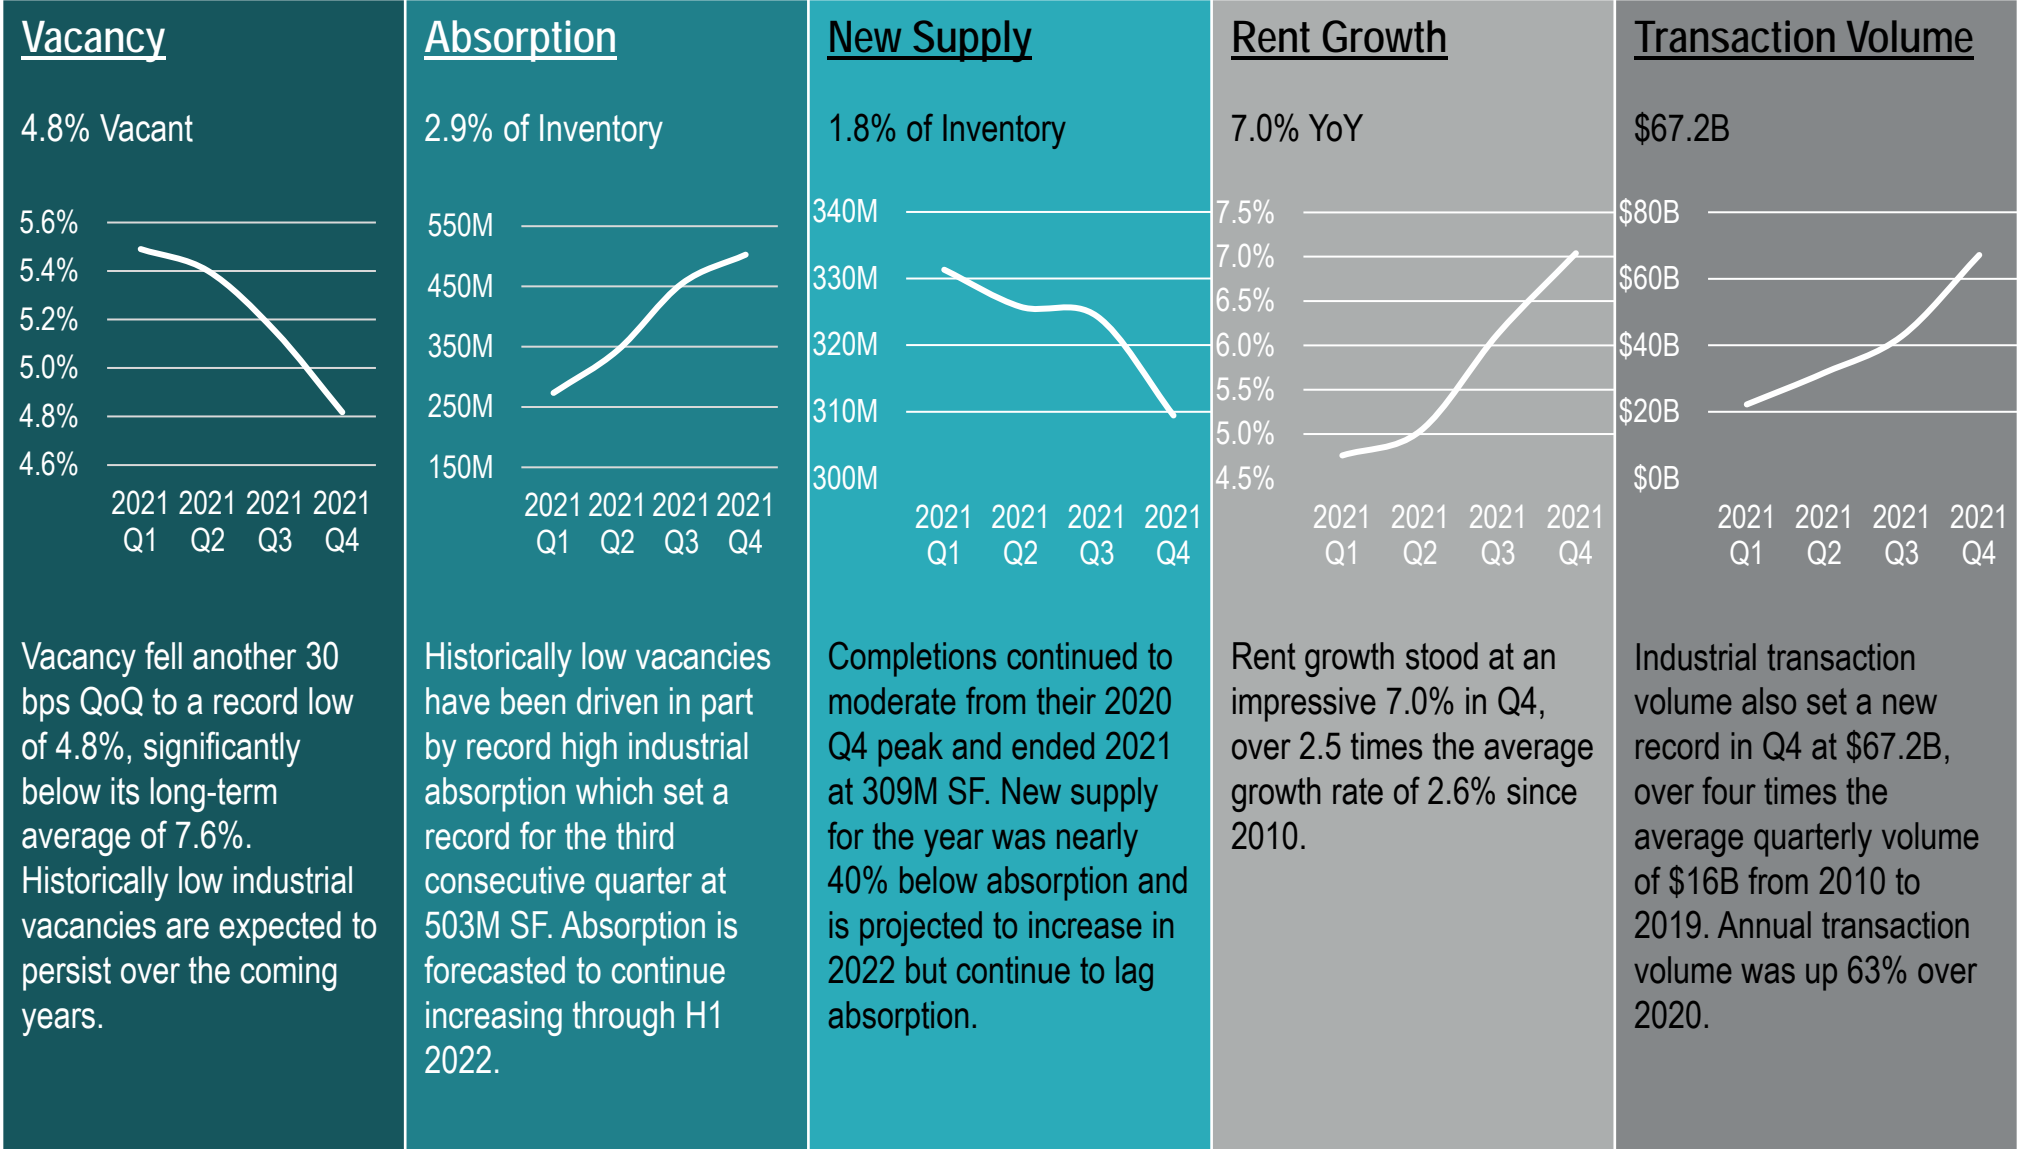 Vacancy
4.8% Vacant
5.6%
5.4%
5.2%
5.0%
4.8%
4.6%
2021 2021 2021 2021
Q1 Q2 Q3 Q4
Vacancy fell another 30
bps QoQ to a record low
of 4.8%, significantly
below its long-term
average of 7.6%.
Historically low industrial
vacancies are expected to
persist over the coming
years.
Absorption
2.9% of Inventory
550M
450M
350M
250M
150M
2021 2021 2021 2021
Q1 Q2 Q3 Q4
Historically low vacancies
have been driven in part
by record high industrial
absorption which set a
record for the third
consecutive quarter at
503M SF. Absorption is
forecasted to continue
increasing through H1
2022.
New Supply
1.8% of Inventory
340M
330M
320M
310M
300M
2021 2021 2021 2021
Q1 Q2 Q3 Q4
Completions continued to
moderate from their 2020
Q4 peak and ended 2021
at 309M SF. New supply
for the year was nearly
40% below absorption and
is projected to increase in
2022 but continue to lag
absorption.
Rent Growth
7.0% YoY
7.5%
7.0%
6.5%
6.0%
5.5%
5.0%
4.5%
2021 2021 2021 2021
Q1 Q2 Q3 Q4
Rent growth stood at an
impressive 7.0% in Q4,
over 2.5 times the average
growth rate of 2.6% since
2010.
Transaction Volume
$67.2B
$80B
$60B
$40B
$20B
$0B
2021 2021 2021 2021
Q1 Q2 Q3 Q4
Industrial transaction
volume also set a new
record in Q4 at $67.2B,
over four times the
average quarterly volume
of $16B from 2010 to
2019. Annual transaction
volume was up 63% over
2020.